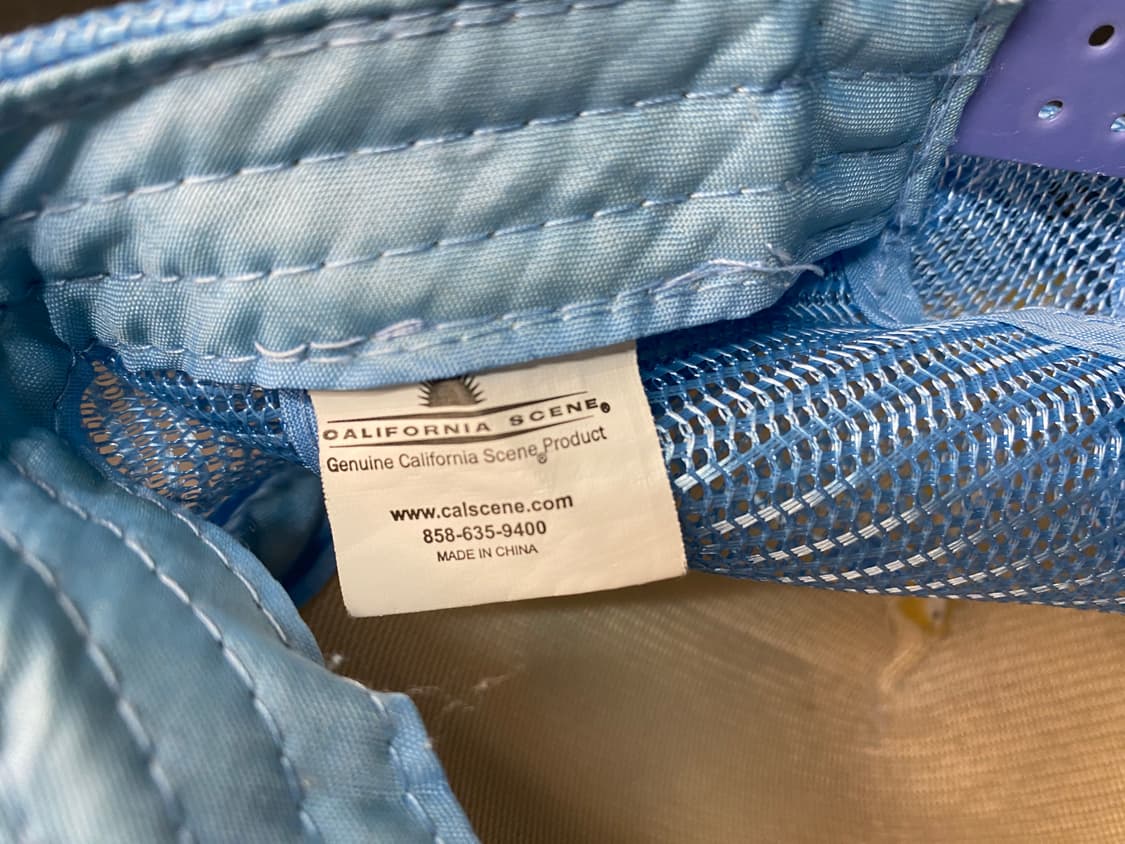 CALIFORNIA SCENE®
Genuine California Scene® Product
www.calscene.com
858-635-9400
MADE IN CHINA